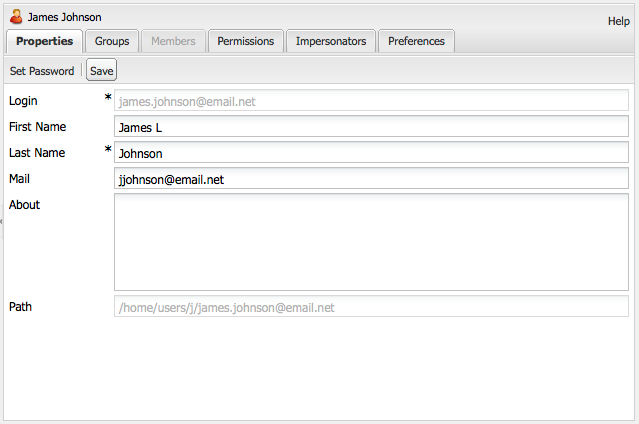 James Johnson
Help
Properties Groups Members Permissions Impersonators Preferences
Set Password Save
Login * james.johnson@email.net
First Name James L
Last Name * Johnson
Mail jjohnson@email.net
About
Path /home/users/j/james.johnson@email.net